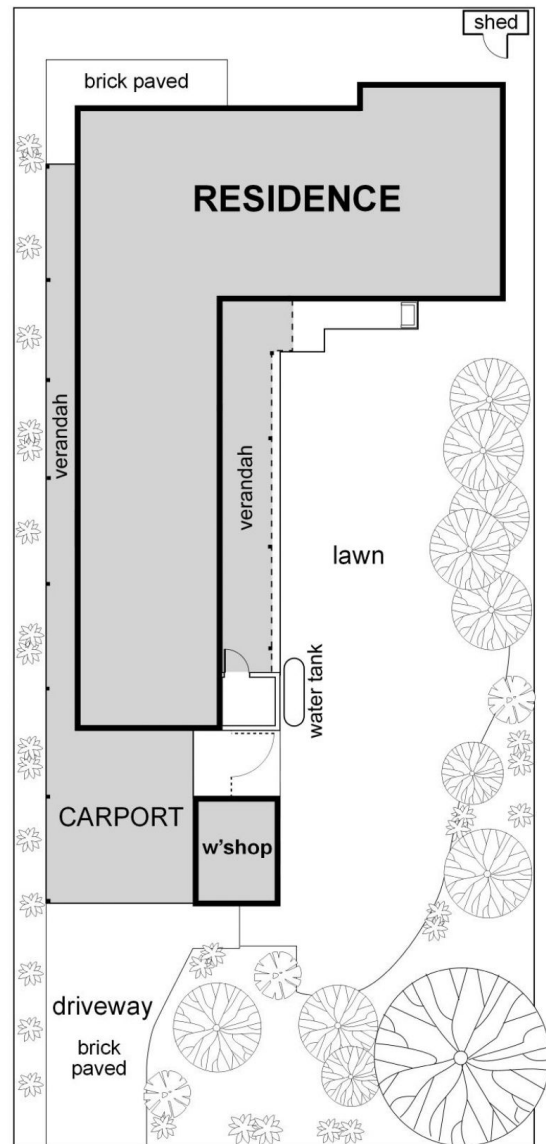 shed
brick paved
RESIDENCE
verandah
verandah
lawn
water tank
CARPORT
w'shop
driveway
brick
paved